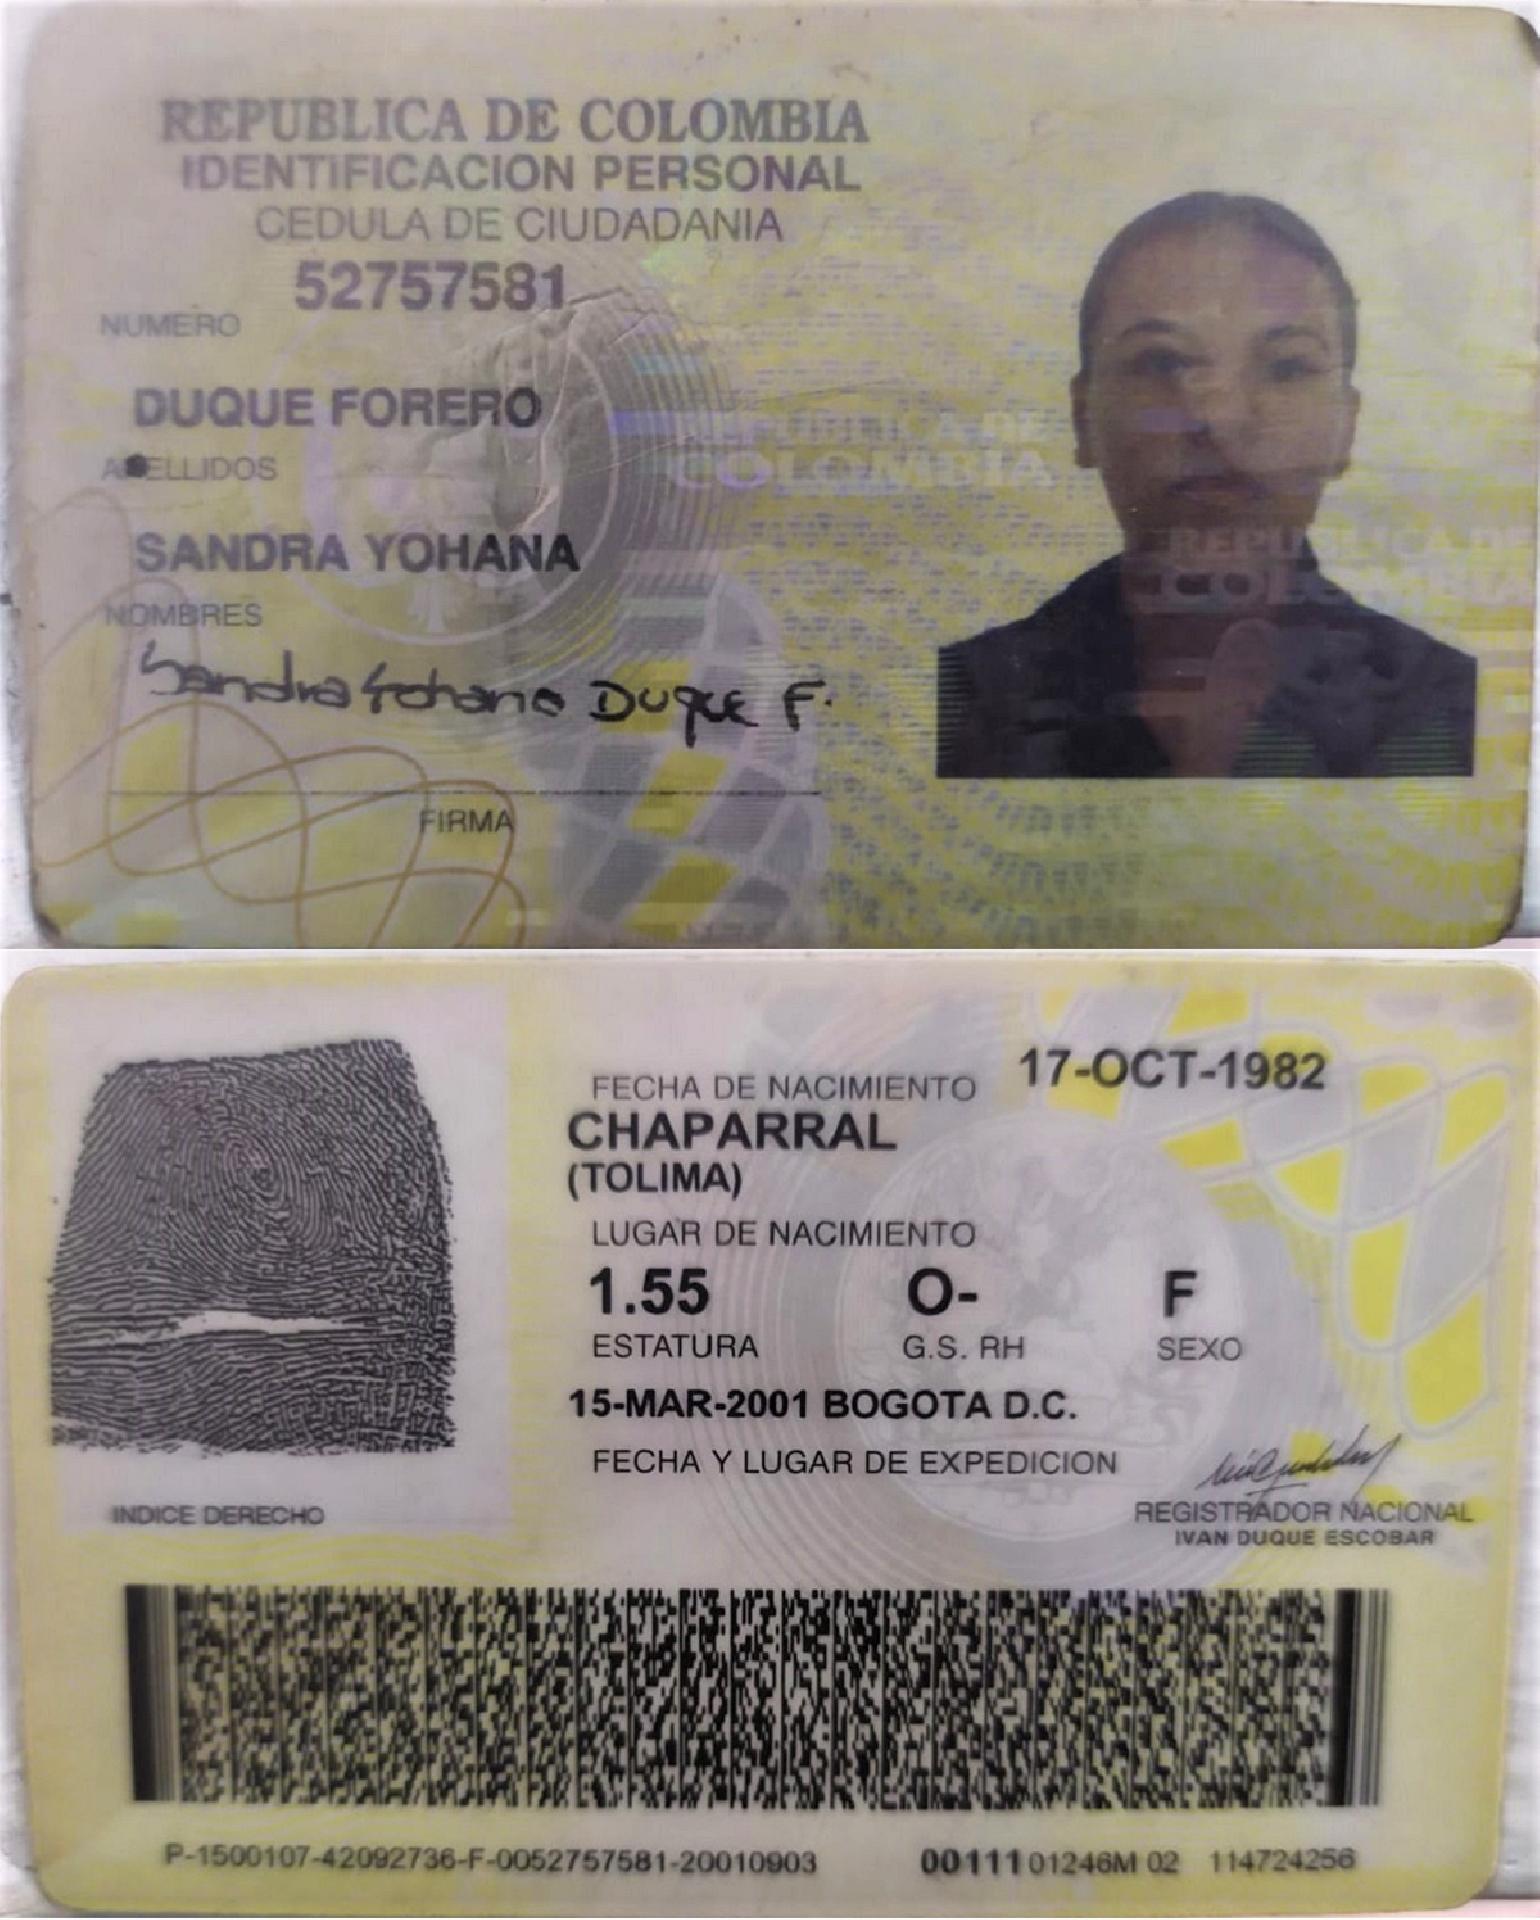 REPUBLICA DE COLOMBIA
IDENTIFICACION PERSONAL
CEDULA DE CIUDADANIA
52757581
NUMERO
DUQUE FORERO
APELLIDOS
SANDRA YOHANA
NOMBRES
Sandra Yohana Duque F.
FIRMA
REPUBLICA DE
COLOMBIA
REPUBLICA DE
COLOMBIA
17-OCT-1982
FECHA DE NACIMIENTO
CHAPARRAL
(TOLIMA)
LUGAR DE NACIMIENTO
1.55 O- F
ESTATURA G.S. RH SEXO
15-MAR-2001 BOGOTA D.C.
FECHA Y LUGAR DE EXPEDICION
INDICE DERECHO
REGISTRADOR NACIONAL
IVAN DUQUE ESCOBAR
P-1500107-42092736-F-0052757581-20010903 00111 01246M 02 114724256